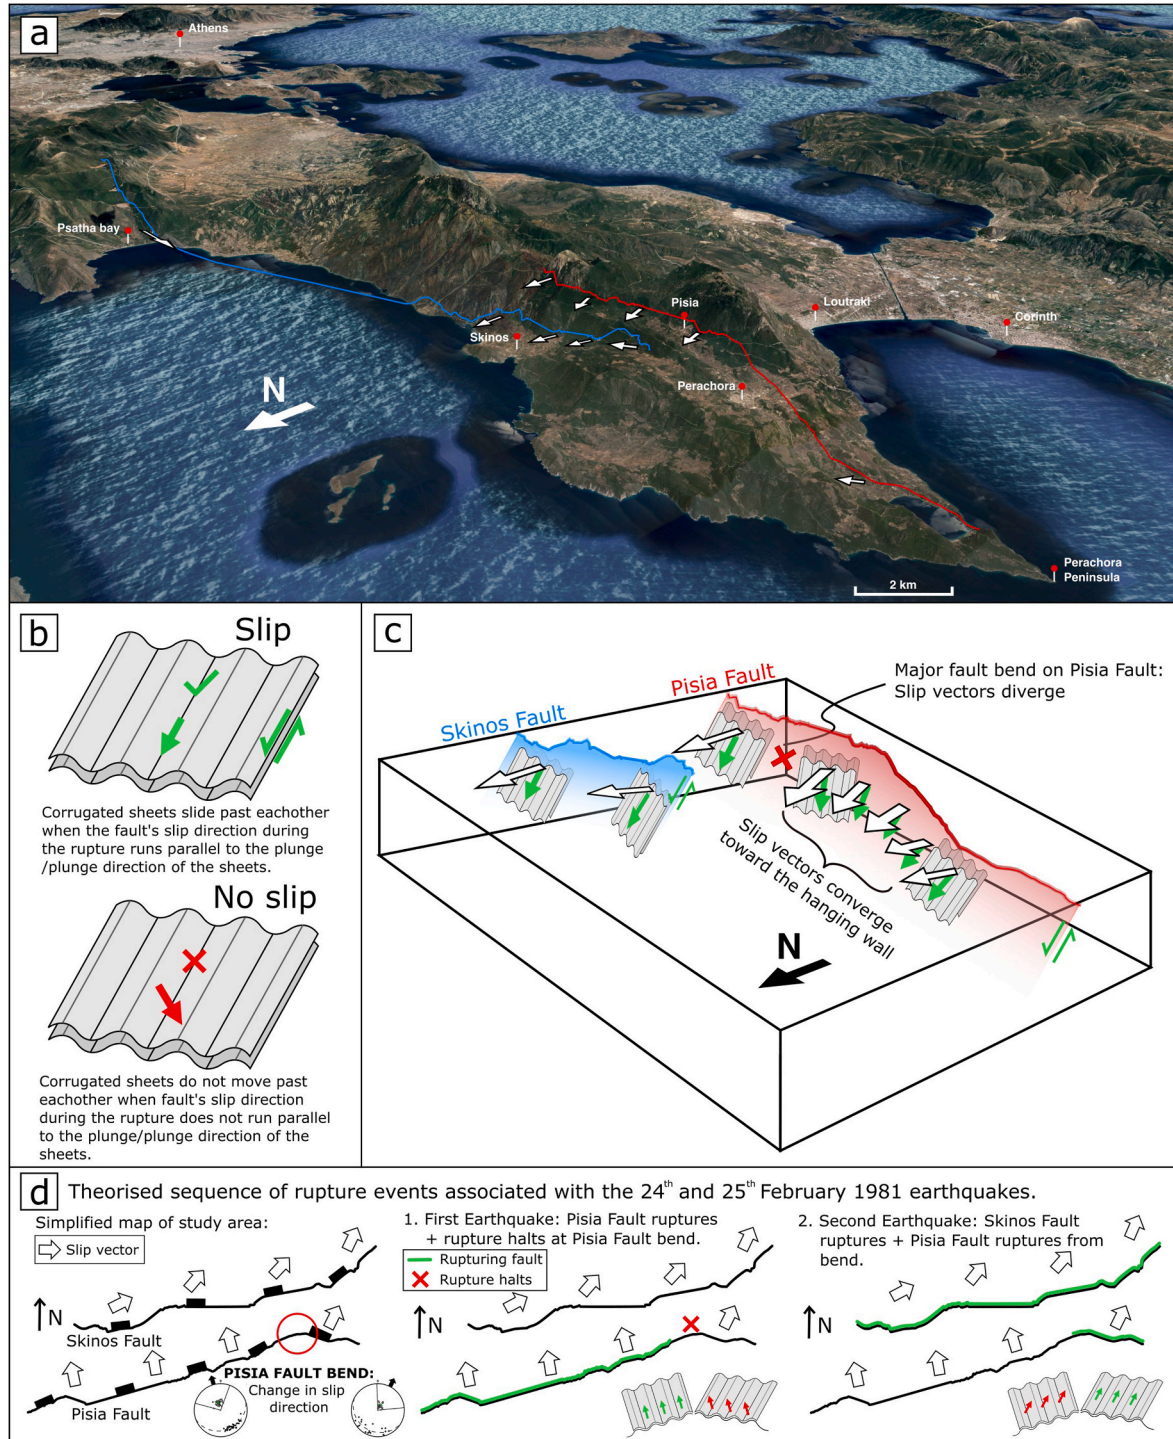 a
Athens
Psatha bay
Skinos
Pisia
Loutraki
Corinth
Perachora
N
Perachora
Peninsula
2 km
b
Slip
Corrugated sheets slide past eachother
when the fault's slip direction during
the rupture runs parallel to the plunge
/plunge direction of the sheets.
No slip
Corrugated sheets do not move past
eachother when fault's slip direction
during the rupture does not run parallel
to the plunge/plunge direction of the
sheets.
c
Major fault bend on Pisia Fault:
Slip vectors diverge
Pisia Fault
Skinos Fault
Slip vectors converge
toward the hanging wall
N
d
Theorised sequence of rupture events associated with the 24th and 25th February 1981 earthquakes.
Simplified map of study area:
Slip vector
N
Skinos Fault
PISIA FAULT BEND:
Change in slip
direction
Pisia Fault
1. First Earthquake: Pisia Fault ruptures
+ rupture halts at Pisia Fault bend.
Rupturing fault
Rupture halts
N
2. Second Earthquake: Skinos Fault
ruptures + Pisia Fault ruptures from
bend.
N